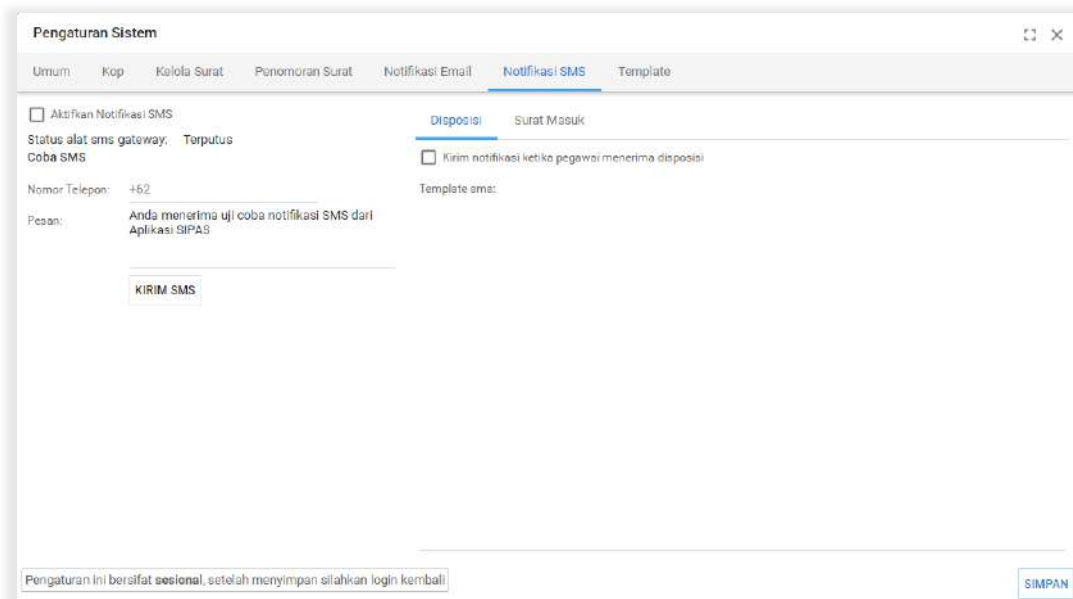 Pengaturan Sistem
Umum Kop Kelola Surat Penomoran Surat Notifikasi Email Notifikasi SMS Template
Aktifkan Notifikasi SMS
Status alat sms gateway: Terputus
Coba SMS
Nomor Telepon: +62
Pesan: Anda menerima uji coba notifikasi SMS dari
Aplikasi SIPAS
KIRIM SMS
Disposisi Surat Masuk
Kirim notifikasi ketika pegawai menerima disposisi
Template sms:
Pengaturan ini bersifat sesional, setelah menyimpan silahkan login kembali
SIMPAN